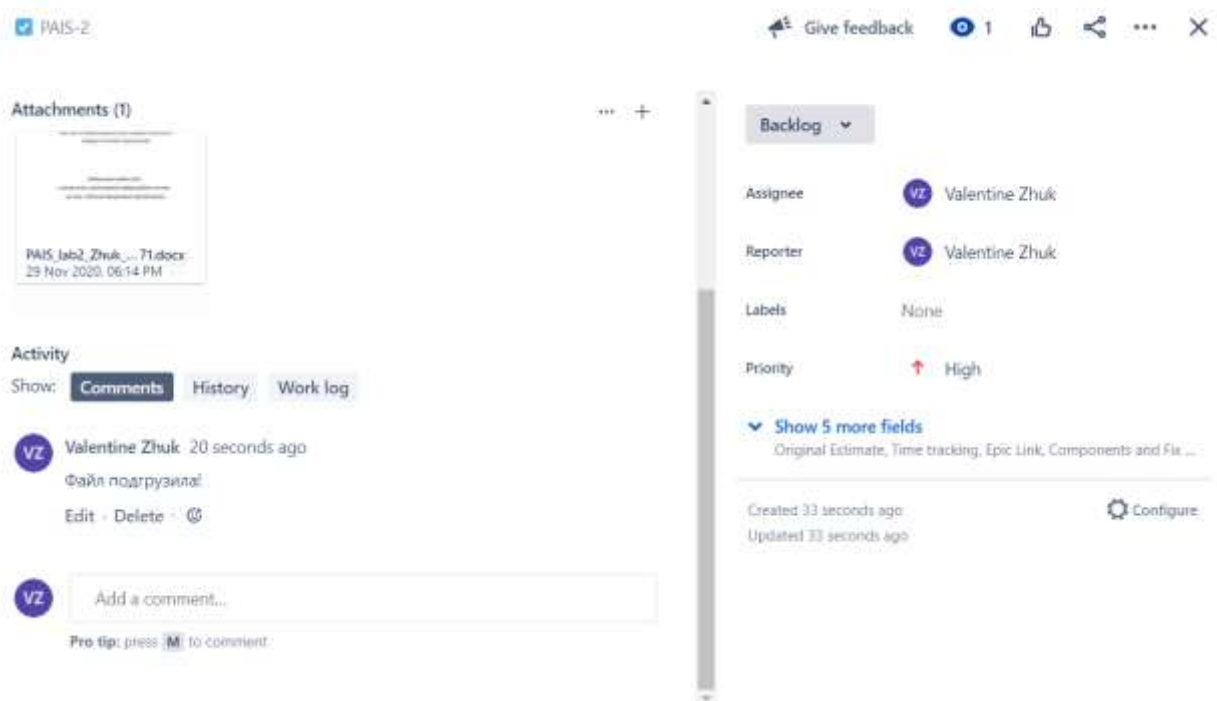 PAIS-2
Give feedback
1
Attachments (1)
PAIS_lab2_Zhuk_... 71.docx
29 Nov 2020, 06:14 PM
Activity
Show: Comments History Work log
VZ Valentine Zhuk 20 seconds ago
Файл подгрузила!
Edit · Delete ·
VZ Add a comment...
Pro tip: press M to comment
Backlog
Assignee VZ Valentine Zhuk
Reporter VZ Valentine Zhuk
Labels None
Priority High
Show 5 more fields
Original Estimate, Time tracking, Epic Link, Components and Fix ...
Created 33 seconds ago Configure
Updated 33 seconds ago